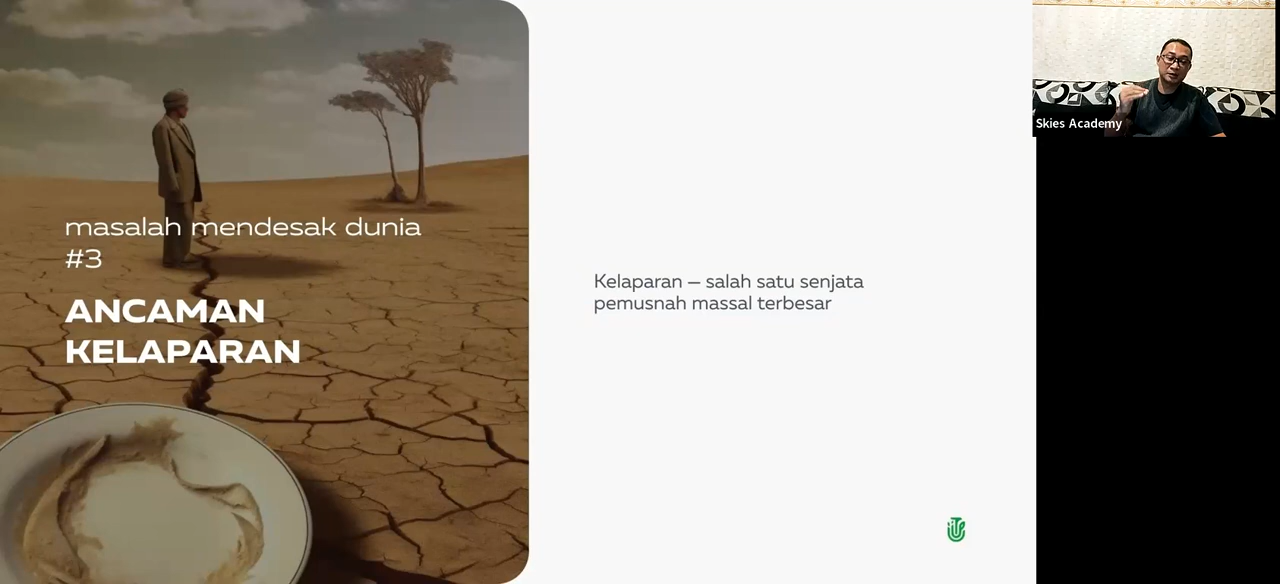 masalah mendesak dunia
#3
ANCAMAN
KELAPARAN
Kelaparan — salah satu senjata
pemusnah massal terbesar
Skies Academy